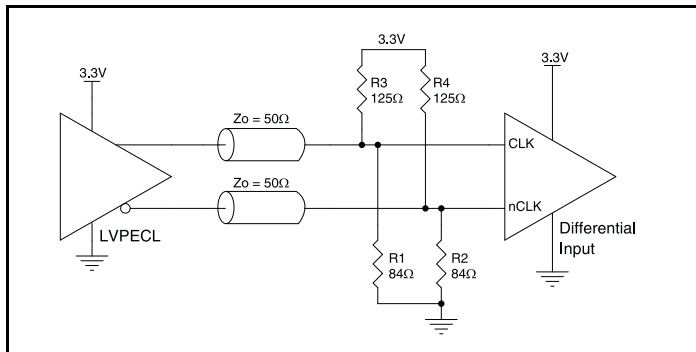 3.3V
3.3V
3.3V
R3
125Ω
R4
125Ω
Zo = 50Ω
CLK
Zo = 50Ω
nCLK
LVPECL
Differential
Input
R1
84Ω
R2
84Ω